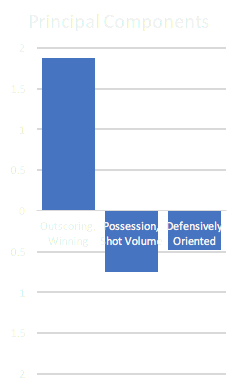 Principal Components
2
1.5
1
0.5
0
Outscoring,
Winning
Possession,
hot Volume
Defensively
Oriented
0.5
1
1.5
2